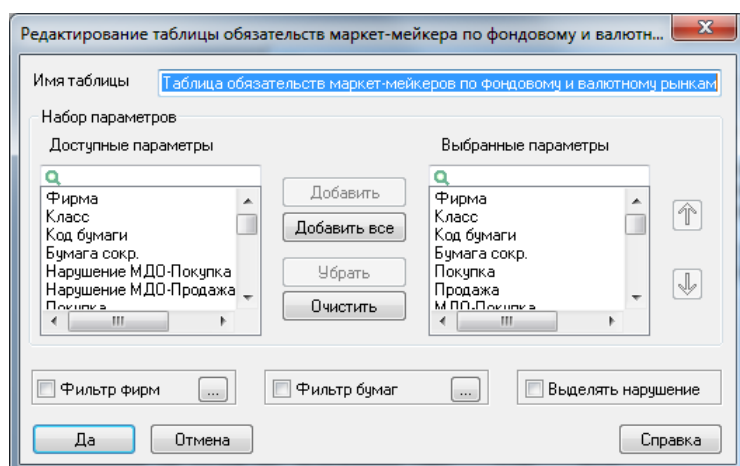 Редактирование таблицы обязательств маркет-мейкера по фондовому и валютн...
Имя таблицы
Таблица обязательств маркет-мейкеров по фондовому и валютному рынкам
Набор параметров
Доступные параметры
Выбранные параметры
Фирма
Класс
Код бумаги
Бумага сокр.
Нарушение МДО-Покупка
Нарушение МДО-Продажа
Покупка
Добавить
Добавить все
Убрать
Очистить
Фирма
Класс
Код бумаги
Бумага сокр.
Покупка
Продажа
МДО-Покупка
Фильтр фирм
...
Фильтр бумаг
...
Выделять нарушение
Да
Отмена
Справка